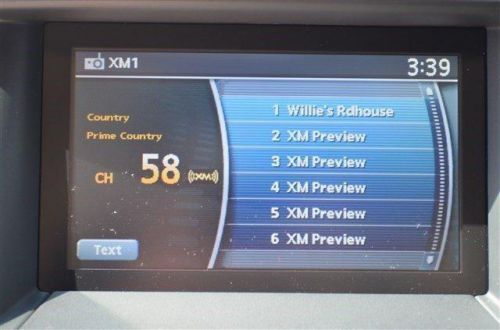 XM1 3:39
Country
Prime Country
CH 58 ((XM))
Text
1 Willie's Rdhouse
2 XM Preview
3 XM Preview
4 XM Preview
5 XM Preview
6 XM Preview